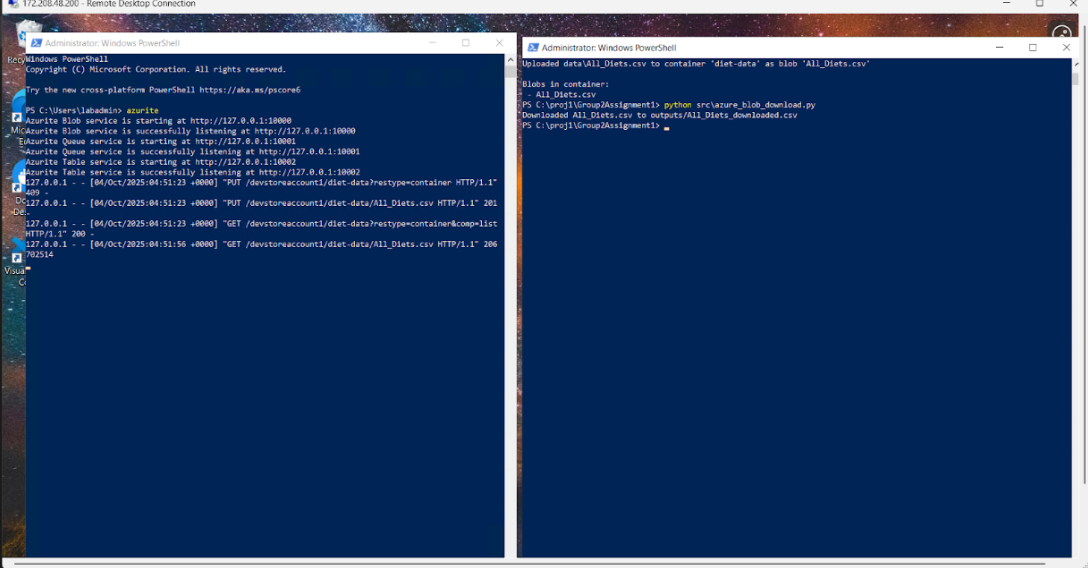 172.208.48.200 - Remote Desktop Connection
Administrator: Windows PowerShell
Windows PowerShell
Copyright (C) Microsoft Corporation. All rights reserved.
Try the new cross-platform PowerShell https://aka.ms/pscore6
PS C:\Users\labadmin> azurite
Azurite Blob service is starting at http://127.0.0.1:10000
Azurite Blob service is successfully listening at http://127.0.0.1:10000
Azurite Queue service is starting at http://127.0.0.1:10001
Azurite Queue service is successfully listening at http://127.0.0.1:10001
Azurite Table service is starting at http://127.0.0.1:10002
Azurite Table service is successfully listening at http://127.0.0.1:10002
127.0.0.1 - - [04/Oct/2025:04:51:23 +0000] "PUT /devstoreaccount1/diet-data?restype=container HTTP/1.1"
409 -
127.0.0.1 - - [04/Oct/2025:04:51:23 +0000] "PUT /devstoreaccount1/diet-data/All_Diets.csv HTTP/1.1" 201
-
127.0.0.1 - - [04/Oct/2025:04:51:23 +0000] "GET /devstoreaccount1/diet-data?restype=container&comp=list
HTTP/1.1" 200 -
127.0.0.1 - - [04/Oct/2025:04:51:56 +0000] "GET /devstoreaccount1/diet-data/All_Diets.csv HTTP/1.1" 206
702514
Administrator: Windows PowerShell
Uploaded data\All_Diets.csv to container 'diet-data' as blob 'All_Diets.csv'
Blobs in container:
- All_Diets.csv
PS C:\proj1\Group2Assignment1> python src\azure_blob_download.py
Downloaded All_Diets.csv to outputs/All_Diets_downloaded.csv
PS C:\proj1\Group2Assignment1>